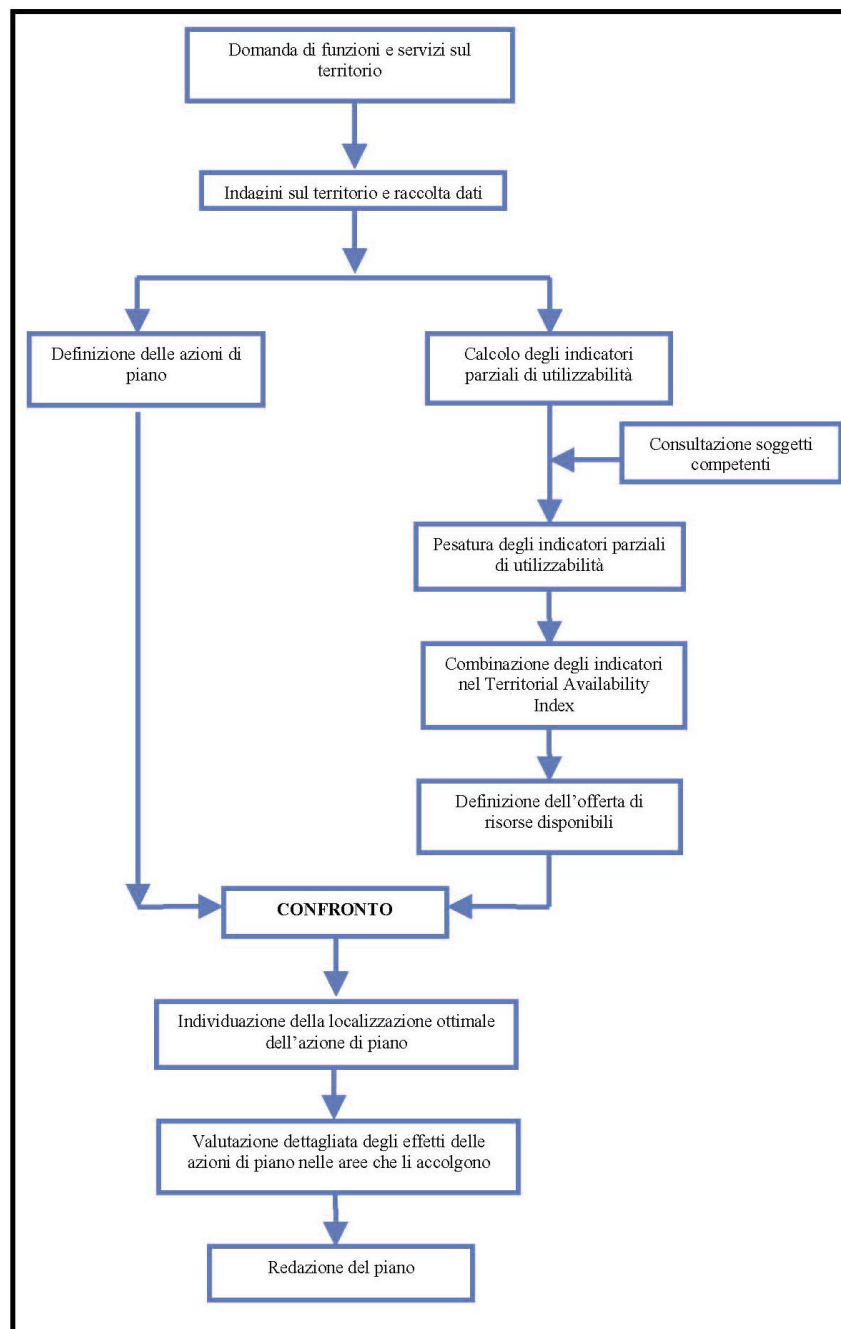 Domanda di funzioni e servizi sul
territorio
Indagini sul territorio e raccolta dati
Definizione delle azioni di
piano
Calcolo degli indicatori
parziali di utilizzabilità
Consultazione soggetti
competenti
Pesatura degli indicatori parziali
di utilizzabilità
Combinazione degli indicatori
nel Territorial Availability
Index
Definizione dell’offerta di
risorse disponibili
CONFRONTO
Individuazione della localizzazione ottimale
dell’azione di piano
Valutazione dettagliata degli effetti delle
azioni di piano nelle aree che li accolgono
Redazione del piano